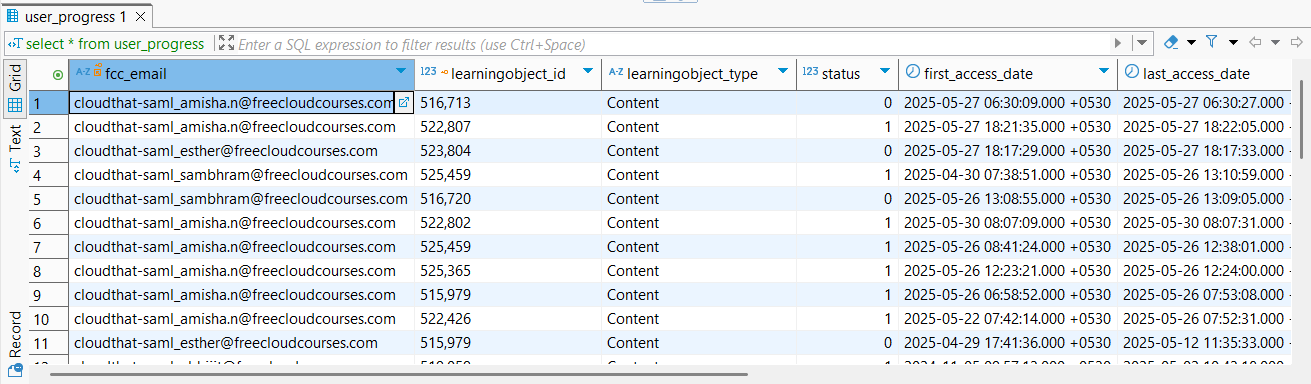 user_progress 1
select * from user_progress Enter a SQL expression to filter results (use Ctrl+Space)
Grid
Text
Record
A-Z fcc_email 123 learningobject_id A-Z learningobject_type 123 status first_access_date last_access_date
1 cloudthat-saml_amisha.n@freecloudcourses.com 516,713 Content 0 2025-05-27 06:30:09.000 +0530 2025-05-27 06:30:27.000
2 cloudthat-saml_amisha.n@freecloudcourses.com 522,807 Content 1 2025-05-27 18:21:35.000 +0530 2025-05-27 18:22:05.000
3 cloudthat-saml_esther@freecloudcourses.com 523,804 Content 0 2025-05-27 18:17:29.000 +0530 2025-05-27 18:17:33.000
4 cloudthat-saml_sambhram@freecloudcourses.com 525,459 Content 1 2025-04-30 07:38:51.000 +0530 2025-05-26 13:10:59.000
5 cloudthat-saml_sambhram@freecloudcourses.com 516,720 Content 0 2025-05-26 13:08:55.000 +0530 2025-05-26 13:09:05.000
6 cloudthat-saml_amisha.n@freecloudcourses.com 522,802 Content 1 2025-05-30 08:07:09.000 +0530 2025-05-30 08:07:31.000
7 cloudthat-saml_amisha.n@freecloudcourses.com 525,459 Content 1 2025-05-26 08:41:24.000 +0530 2025-05-26 12:38:01.000
8 cloudthat-saml_amisha.n@freecloudcourses.com 525,365 Content 1 2025-05-26 12:23:21.000 +0530 2025-05-26 12:24:00.000
9 cloudthat-saml_amisha.n@freecloudcourses.com 515,979 Content 1 2025-05-26 06:58:52.000 +0530 2025-05-26 07:53:08.000
10 cloudthat-saml_amisha.n@freecloudcourses.com 522,426 Content 1 2025-05-22 07:42:14.000 +0530 2025-05-26 07:52:31.000
11 cloudthat-saml_esther@freecloudcourses.com 515,979 Content 0 2025-04-29 17:41:36.000 +0530 2025-05-12 11:35:33.000